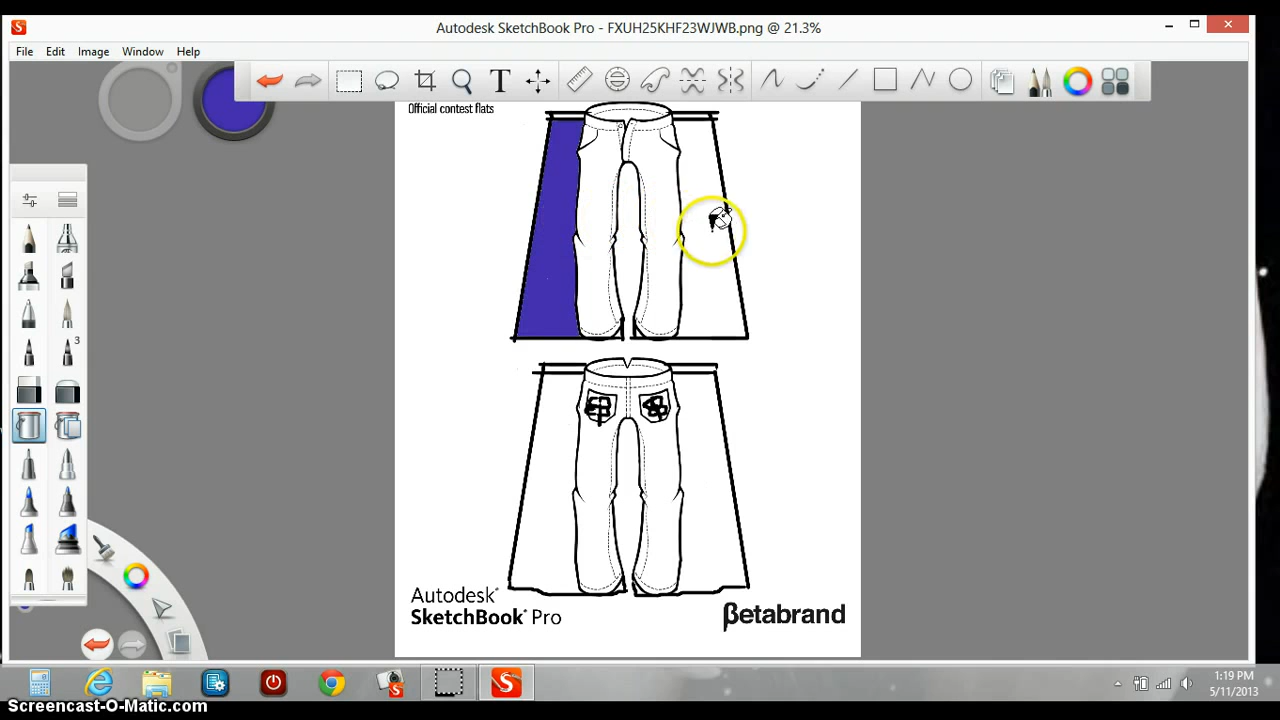 Autodesk SketchBook Pro - FXUH25KHF23WJWB.png @ 21.3%
File Edit Image Window Help
T
Official contest flats
3
Autodesk®
SketchBook® Pro
βetabrand
1:19 PM
5/11/2013
Screencast-O-Matic.com